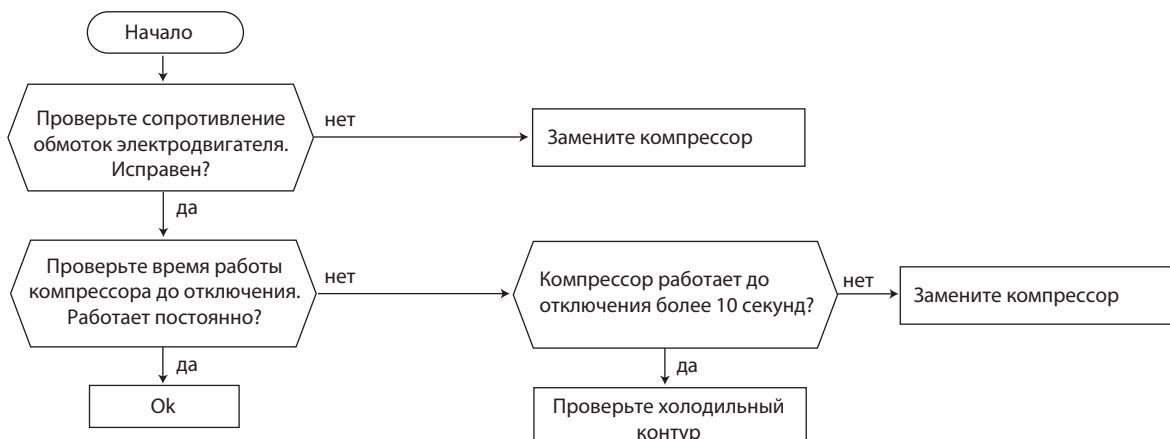 Начало
Проверьте сопротивление
обмоток электродвигателя.
Исправен?
нет
Замените компрессор
да
Проверьте время работы
компрессора до отключения.
Работает постоянно?
нет
Компрессор работает до
отключения более 10 секунд?
нет
Замените компрессор
да
Ok
да
Проверьте холодильный
контур